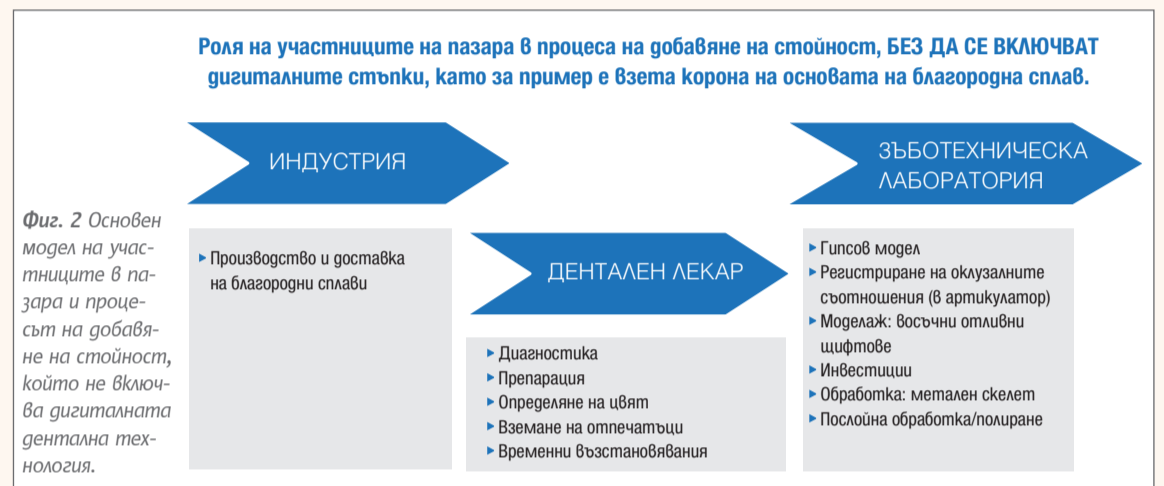 Роля на участниците на пазара в процеса на добавяне на стойност, БЕЗ ДА СЕ ВКЛЮЧВАТ
дигиталните стъпки, като за пример е взета корона на основата на благородна сплав.
ИНДУСТРИЯ
▸ Производство и доставка
на благородни сплави
ДЕНТАЛЕН ЛЕКАР
▸ Диагностика
▸ Препарация
▸ Определяне на цвят
▸ Вземане на отпечатъци
▸ Временни възстановявания
ЗЪБОТЕХНИЧЕСКА
ЛАБОРАТОРИЯ
▸ Гипсов модел
▸ Регистриране на оклузалните
съотношения (в артикулатор)
▸ Моделаж: восъчни отливни
щифтове
▸ Инвестиции
▸ Обработка: метален скелет
▸ Послойна обработка/полиране
Фиг. 2 Основен
модел на учас-
тниците в па-
зара и проце-
сът на добавя-
не на стойност,
който не включ-
ва дигиталната
дентална тех-
нология.